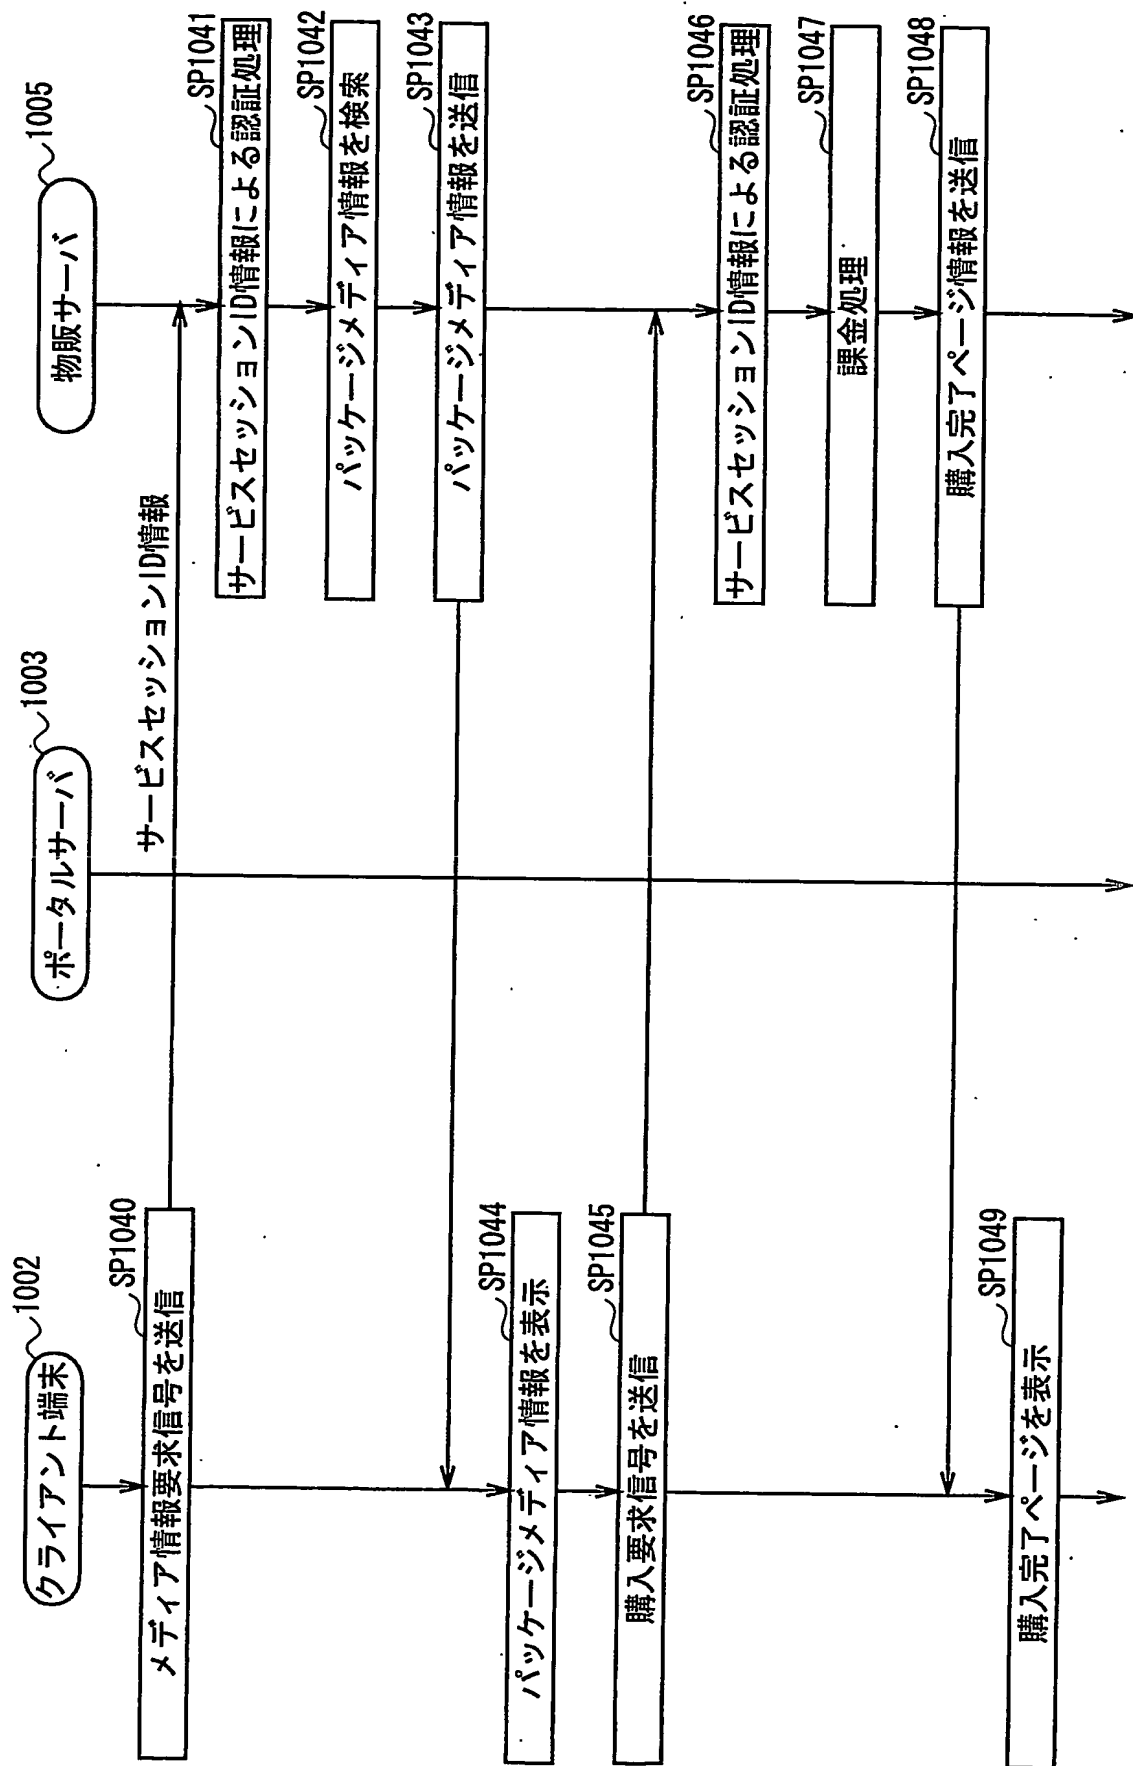 1002
クライアント端末
1003
ポータルサーバ
1005
物販サーバ
SP1040
メディア情報要求信号を送信
サービスセッションID情報
SP1041
サービスセッションID情報による認証処理
SP1042
パッケージメディア情報を検索
SP1043
パッケージメディア情報を送信
SP1044
パッケージメディア情報を表示
SP1045
購入要求信号を送信
SP1046
サービスセッションID情報による認証処理
SP1047
課金処理
SP1048
購入完了ページ情報を送信
SP1049
購入完了ページを表示